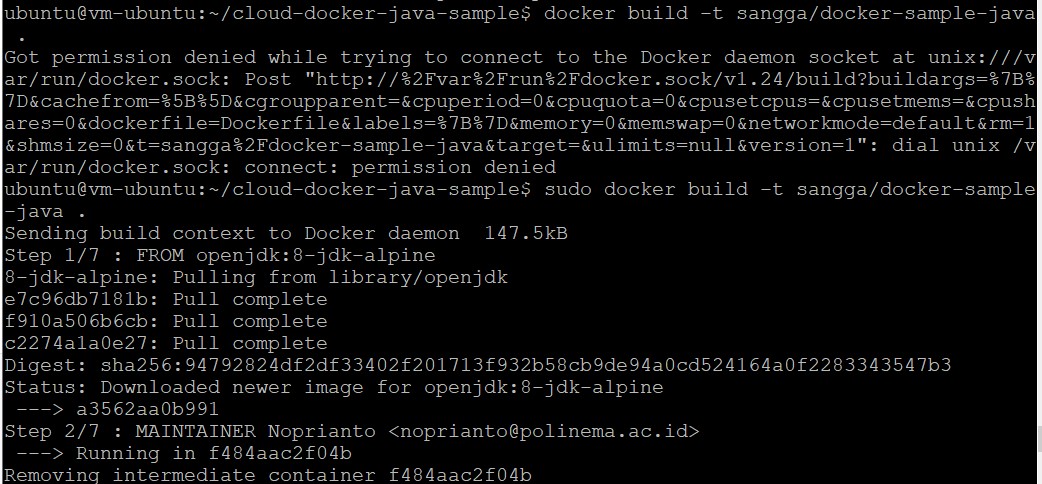 ubuntu@vm-ubuntu:~/cloud-docker-java-sample$ docker build -t sangga/docker-sample-java
 .
Got permission denied while trying to connect to the Docker daemon socket at unix:///v
ar/run/docker.sock: Post "http://%2Fvar%2Frun%2Fdocker.sock/v1.24/build?buildargs=%7B%
7D&cachefrom=%5B%5D&cgroupparent=&cpuperiod=0&cpuquota=0&cpusetcpus=&cpusetmems=&cpush
ares=0&dockerfile=Dockerfile&labels=%7B%7D&memory=0&memswap=0&networkmode=default&rm=1
&shmsize=0&t=sangga%2Fdocker-sample-java&target=&ulimits=null&version=1": dial unix /v
ar/run/docker.sock: connect: permission denied
ubuntu@vm-ubuntu:~/cloud-docker-java-sample$ sudo docker build -t sangga/docker-sample
-java .
Sending build context to Docker daemon  147.5kB
Step 1/7 : FROM openjdk:8-jdk-alpine
8-jdk-alpine: Pulling from library/openjdk
e7c96db7181b: Pull complete
f910a506b6cb: Pull complete
c2274a1a0e27: Pull complete
Digest: sha256:94792824df2df33402f201713f932b58cb9de94a0cd524164a0f2283343547b3
Status: Downloaded newer image for openjdk:8-jdk-alpine
 ---> a3562aa0b991
Step 2/7 : MAINTAINER Noprianto <noprianto@polinema.ac.id>
 ---> Running in f484aac2f04b
Removing intermediate container f484aac2f04b